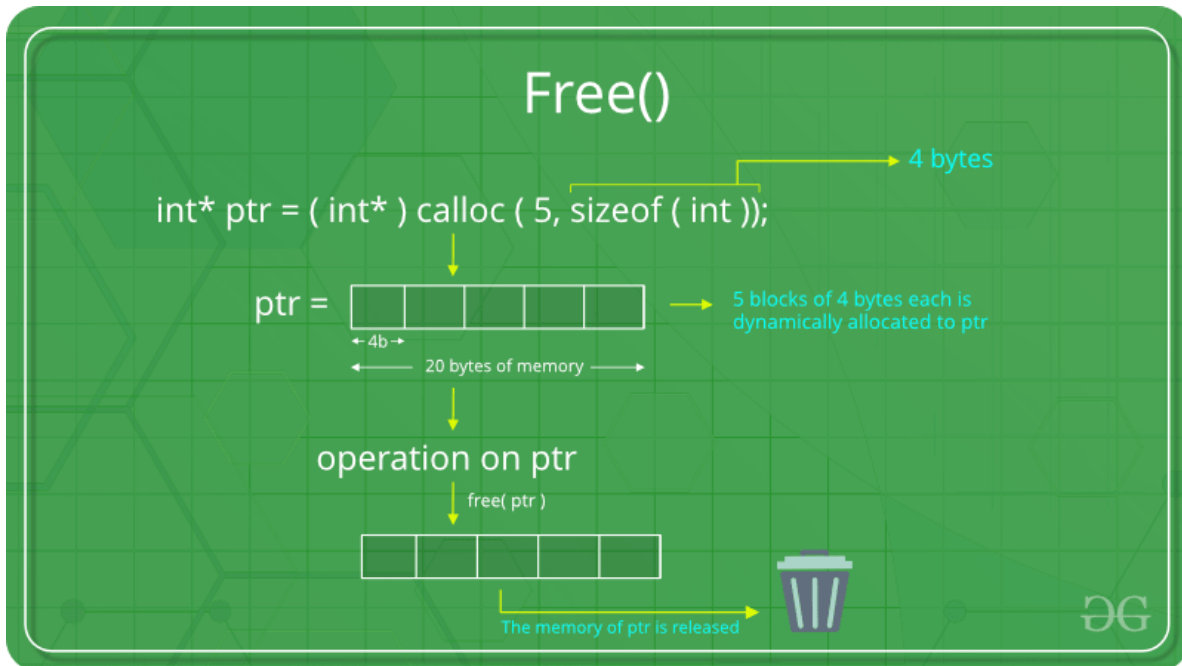 Free()
4 bytes
int* ptr = ( int* ) calloc ( 5, sizeof ( int ));
ptr =
5 blocks of 4 bytes each is
dynamically allocated to ptr
4b
20 bytes of memory
operation on ptr
free( ptr )
The memory of ptr is released